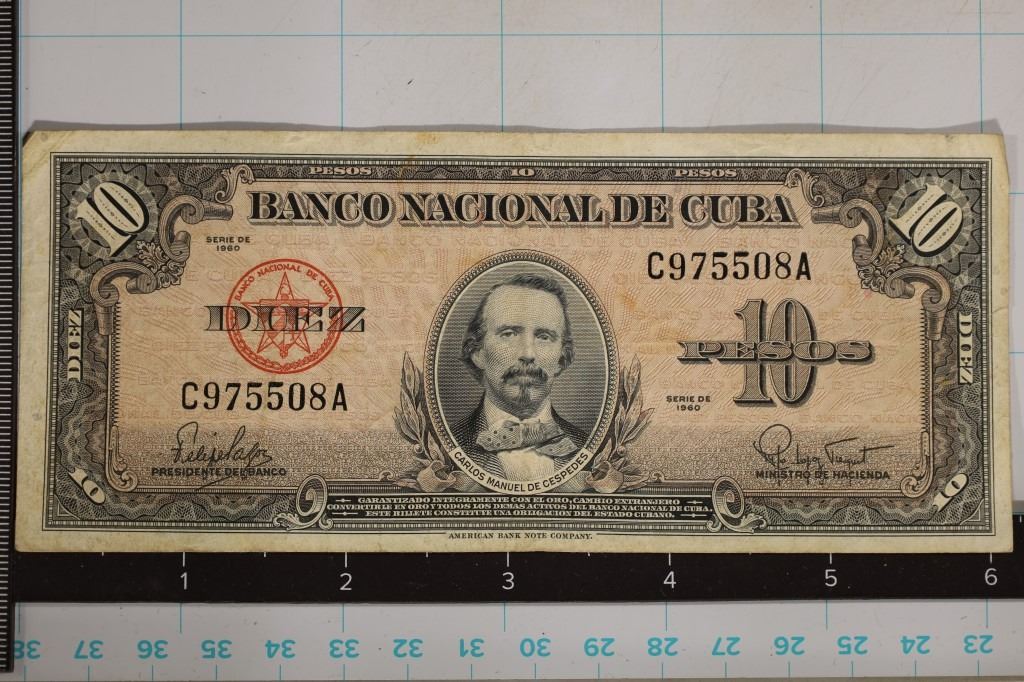 PESOS 10 PESOS
10 BANCO NACIONAL DE CUBA 10
SERIE DE
1960
C975508A
BANCO NACIONAL DE CUBA
DIEZ
10
PESOS
DIEZ
DIEZ
C975508A
SERIE DE
1960
PRESIDENTE DEL BANCO
MINISTRO DE HACIENDA
CARLOS MANUEL DE CESPEDES
10
10
GARANTIZADO INTEGRAMENTE CON EL ORO, CAMBIO EXTRANJERO
CONVERTIBLE EN ORO Y TODOS LOS DEMAS ACTIVOS DEL BANCO NACIONAL DE CUBA.
ESTE BILLETE CONSTITUYE UNA OBLIGACION DEL ESTADO CUBANO.
AMERICAN BANK NOTE COMPANY.
1 2 3 4 5 6
38 37 36 35 34 33 32 31 30 29 28 27 26 25 24 23